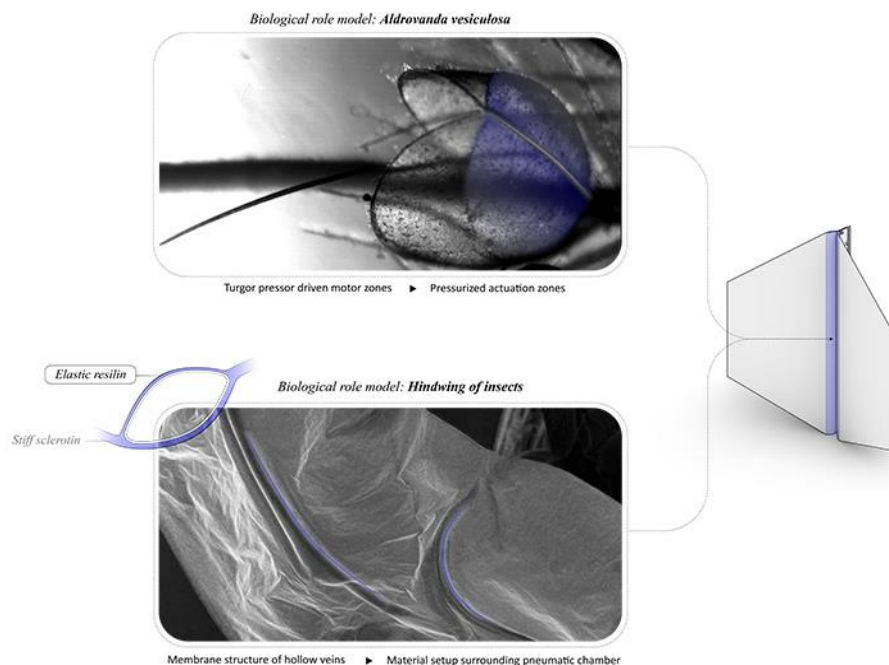 Biological role model: Aldrovanda vesiculosa
Turgor pressor driven motor zones ► Pressurized actuation zones
Elastic resilin
Biological role model: Hindwing of insects
Stiff sclerotin
Membrane structure of hollow veins ► Material setup surrounding pneumatic chamber